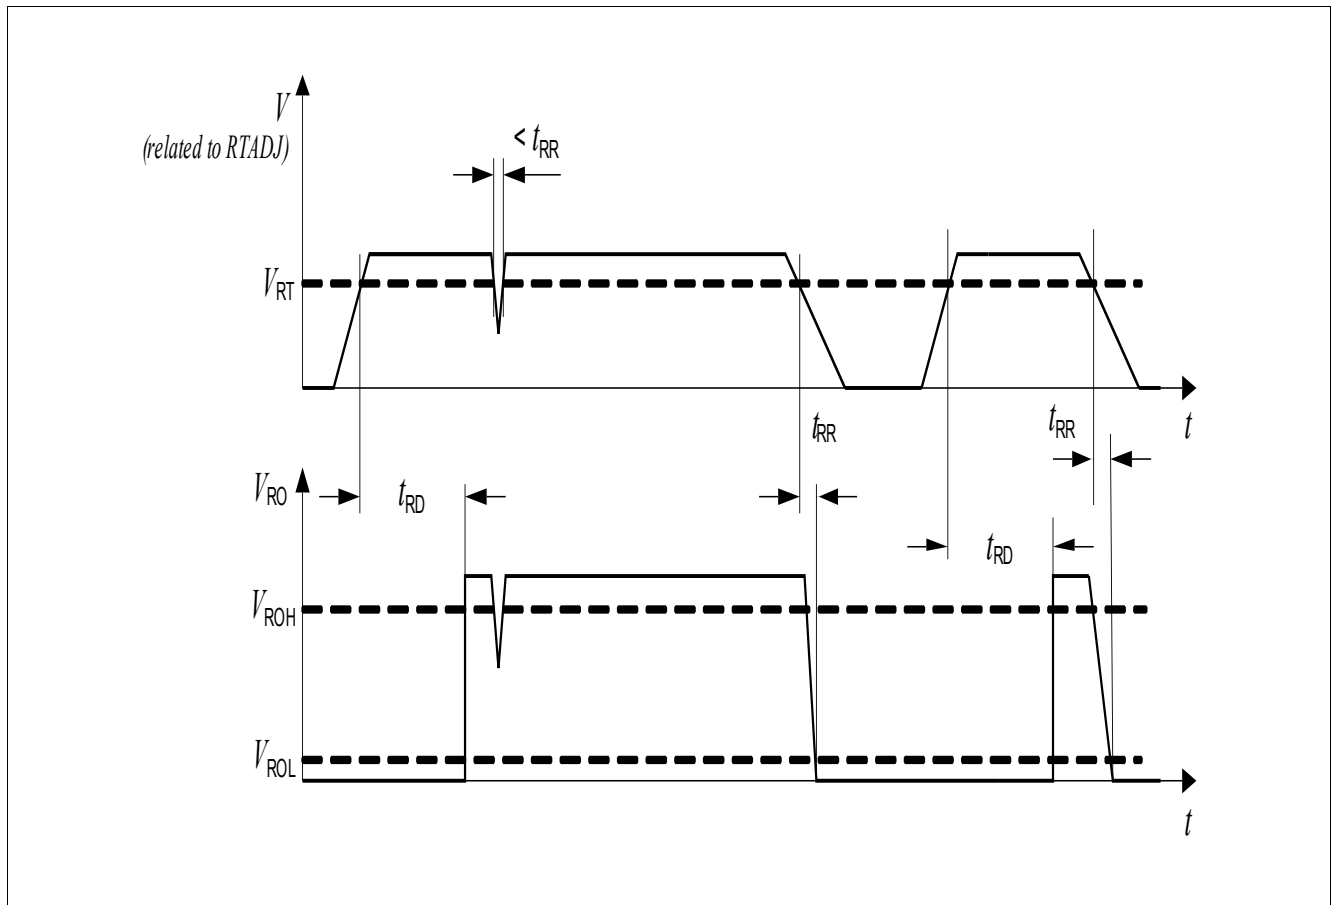 V
(related to RTADJ)
< tRR
VRT
tRR
tRR
t
VRO
tRD
tRD
VROH
VROL
t